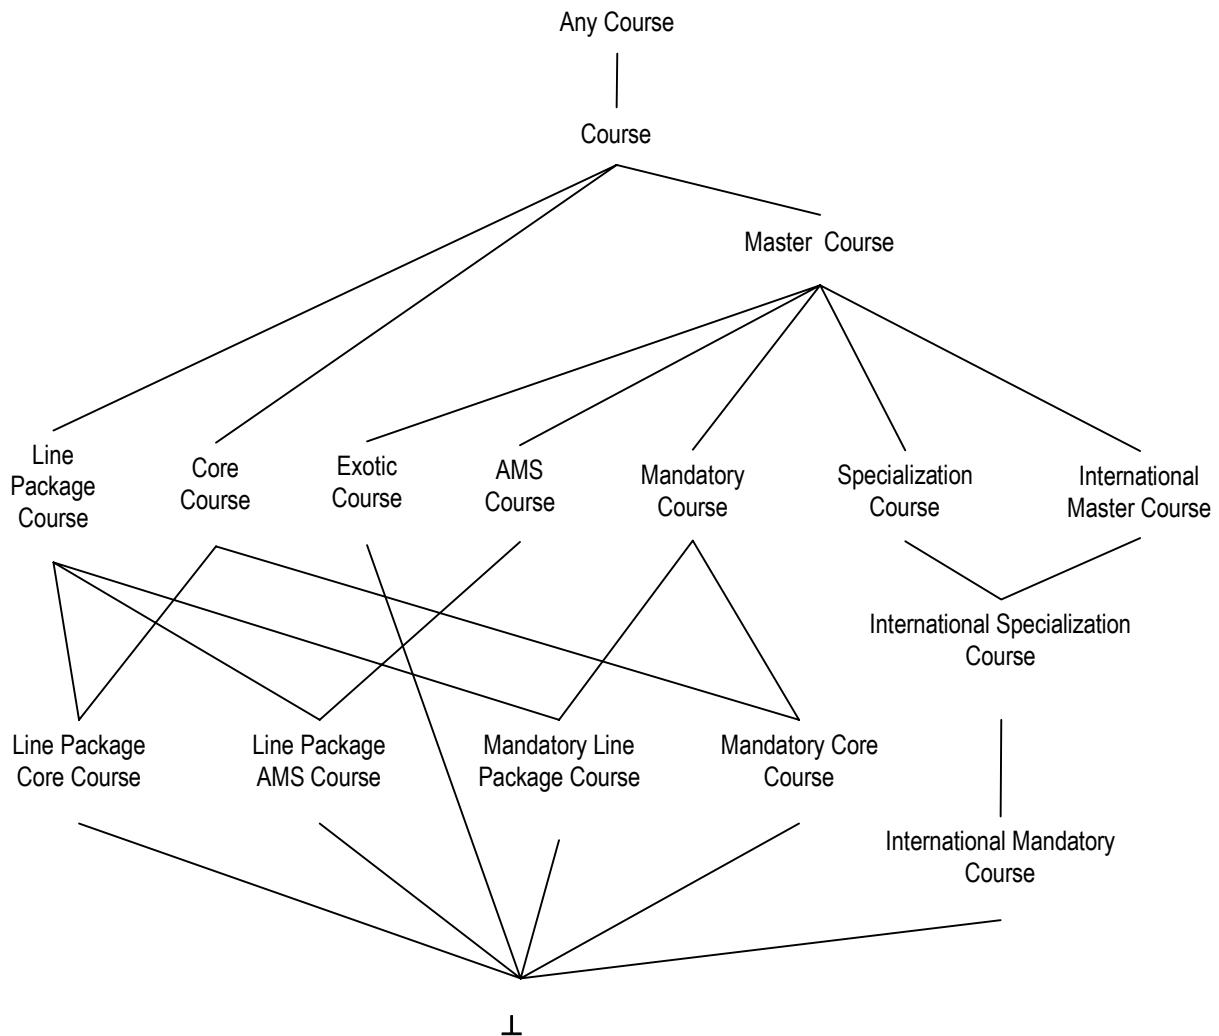 Any Course
Course
Master Course
Line
Package
Course
Core
Course
Exotic
Course
AMS
Course
Mandatory
Course
Specialization
Course
International
Master Course
International Specialization
Course
Line Package
Core Course
Line Package
AMS Course
Mandatory Line
Package Course
Mandatory Core
Course
International Mandatory
Course
⊥